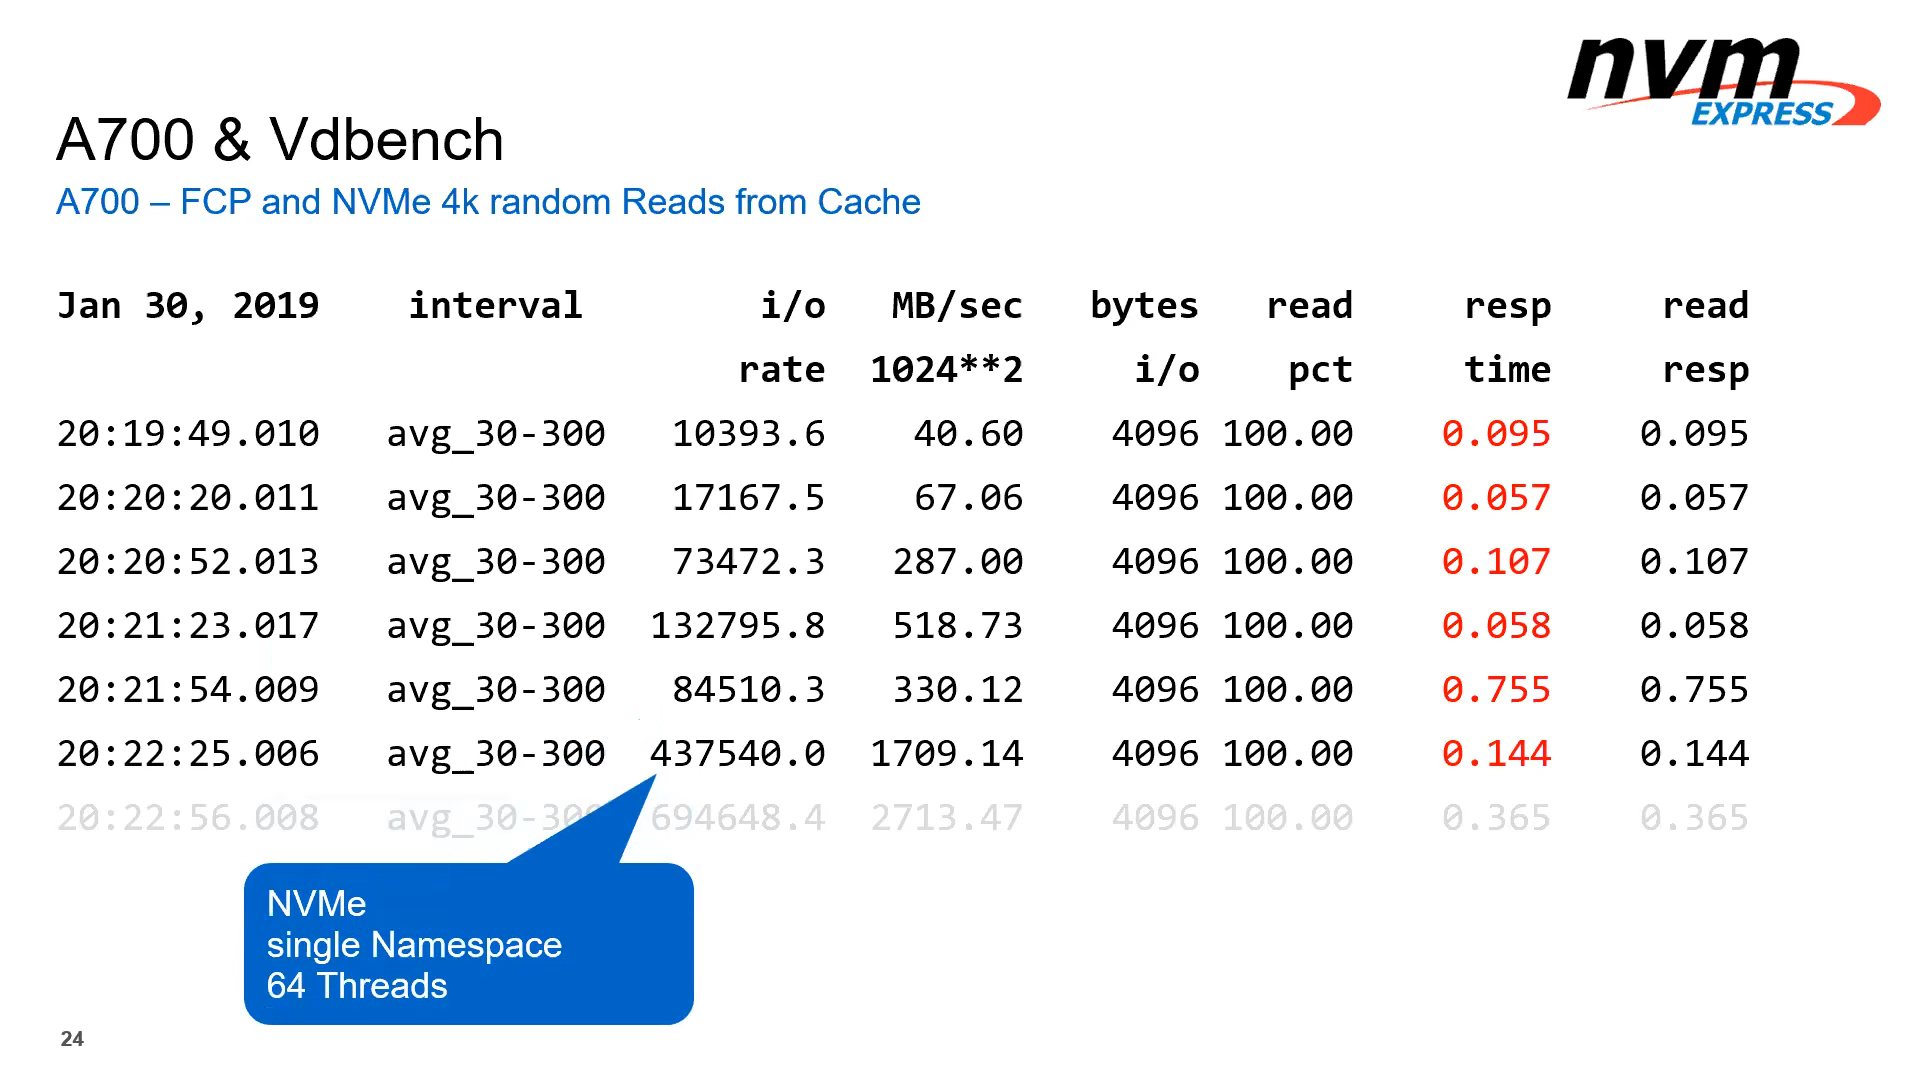 nvm
EXPRESS
A700 & Vdbench
A700 – FCP and NVMe 4k random Reads from Cache
Jan 30, 2019 interval i/o MB/sec bytes read resp read
rate 1024**2 i/o pct time resp
20:19:49.010 avg_30-300 10393.6 40.60 4096 100.00 0.095 0.095
20:20:20.011 avg_30-300 17167.5 67.06 4096 100.00 0.057 0.057
20:20:52.013 avg_30-300 73472.3 287.00 4096 100.00 0.107 0.107
20:21:23.017 avg_30-300 132795.8 518.73 4096 100.00 0.058 0.058
20:21:54.009 avg_30-300 84510.3 330.12 4096 100.00 0.755 0.755
20:22:25.006 avg_30-300 437540.0 1709.14 4096 100.00 0.144 0.144
20:22:56.008 avg_30-300 694648.4 2713.47 4096 100.00 0.365 0.365
NVMe
single Namespace
64 Threads
24